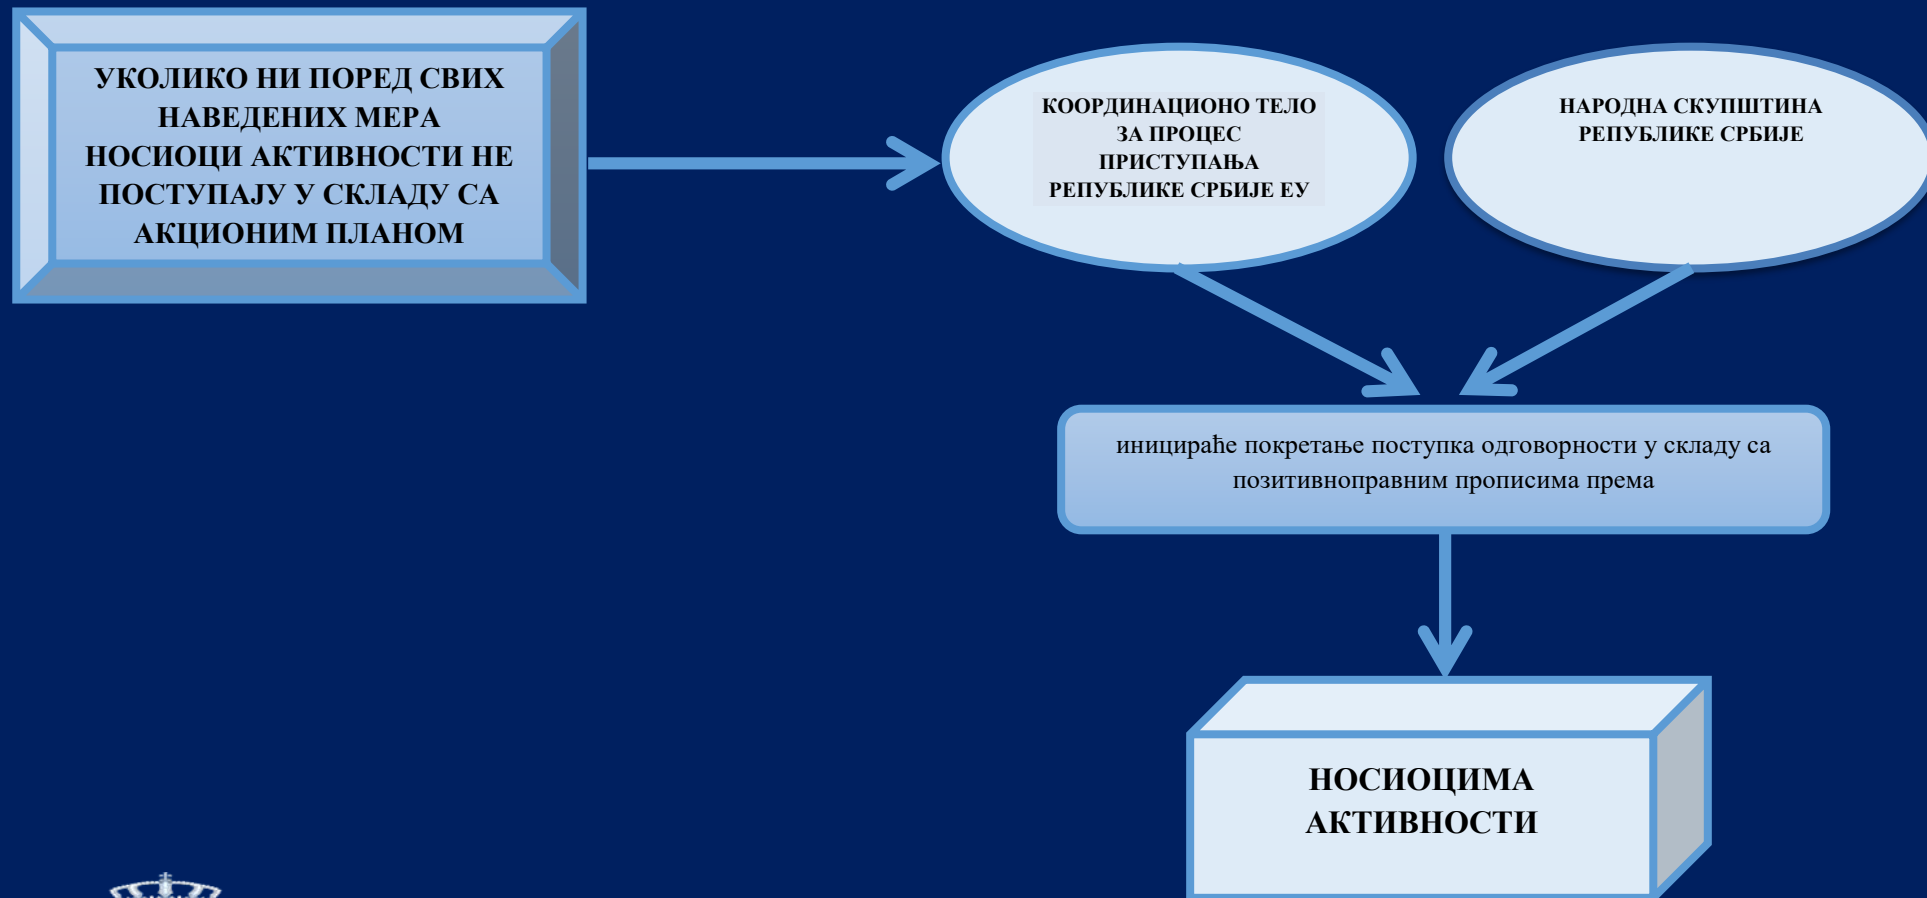 УКОЛИКО НИ ПОРЕД СВИХ
НАВЕДЕНИХ МЕРА
НОСИОЦИ АКТИВНОСТИ НЕ
ПОСТУПАЈУ У СКЛАДУ СА
АКЦИОНИМ ПЛАНОМ
КООРДИНАЦИОНО ТЕЛО
ЗА ПРОЦЕС
ПРИСТУПАЊА
РЕПУБЛИКЕ СРБИЈЕ ЕУ
НАРОДНА СКУПШТИНА
РЕПУБЛИКЕ СРБИЈЕ
иницираће покретање поступка одговорности у складу са
позитивноправним прописима према
НОСИОЦИМА
АКТИВНОСТИ